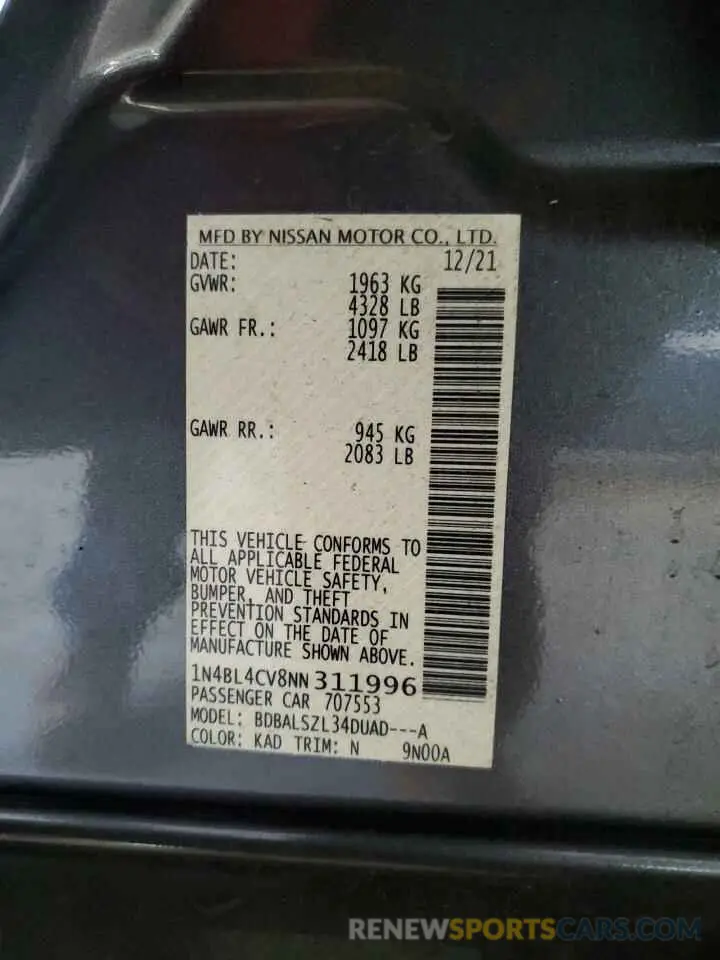 MFD BY NISSAN MOTOR CO., LTD.
DATE: 12/21
GVWR: 1963 KG
4328 LB
GAWR FR.: 1097 KG
2418 LB
GAWR RR.: 945 KG
2083 LB
THIS VEHICLE CONFORMS TO
ALL APPLICABLE FEDERAL
MOTOR VEHICLE SAFETY,
BUMPER, AND THEFT
PREVENTION STANDARDS IN
EFFECT ON THE DATE OF
MANUFACTURE SHOWN ABOVE.
1N4BL4CV8NN311996
PASSENGER CAR 707553
MODEL: BDBALSZL34DUAD---A
COLOR: KAD TRIM: N 9N00A
RENEWSPORTSCARS.COM